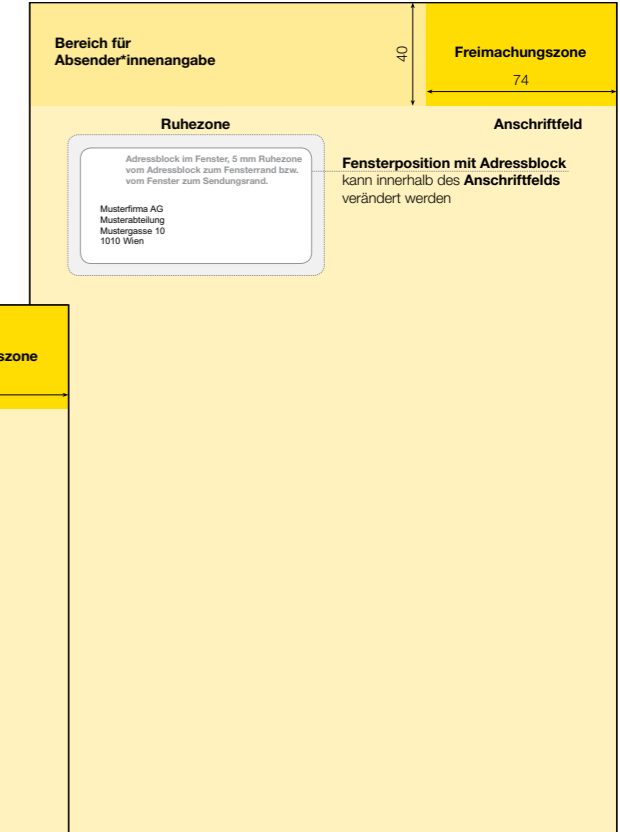 Bereich für
Absender*innenangabe
40
Freimachungszone
74
Ruhezone
Anschriftfeld
Adressblock im Fenster, 5 mm Ruhezone
vom Adressblock zum Fensterrand bzw.
vom Fenster zum Sendungsrand.
Musterfirma AG
Musterabteilung
Mustergasse 10
1010 Wien
Fensterposition mit Adressblock
kann innerhalb des Anschriftfelds
verändert werden
szone